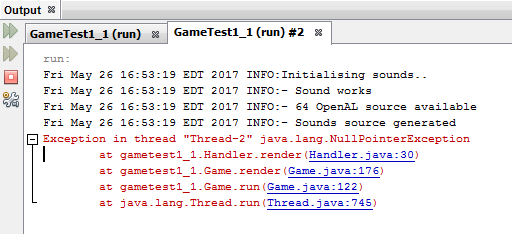 Output
GameTest1_1 (run)
GameTest1_1 (run) #2
run:
Fri May 26 16:53:19 EDT 2017 INFO:Initialising sounds..
Fri May 26 16:53:19 EDT 2017 INFO:- Sound works
Fri May 26 16:53:19 EDT 2017 INFO:- 64 OpenAL source available
Fri May 26 16:53:19 EDT 2017 INFO:- Sounds source generated
Exception in thread "Thread-2" java.lang.NullPointerException
at gametest1_1.Handler.render(Handler.java:30)
at gametest1_1.Game.render(Game.java:176)
at gametest1_1.Game.run(Game.java:122)
at java.lang.Thread.run(Thread.java:745)